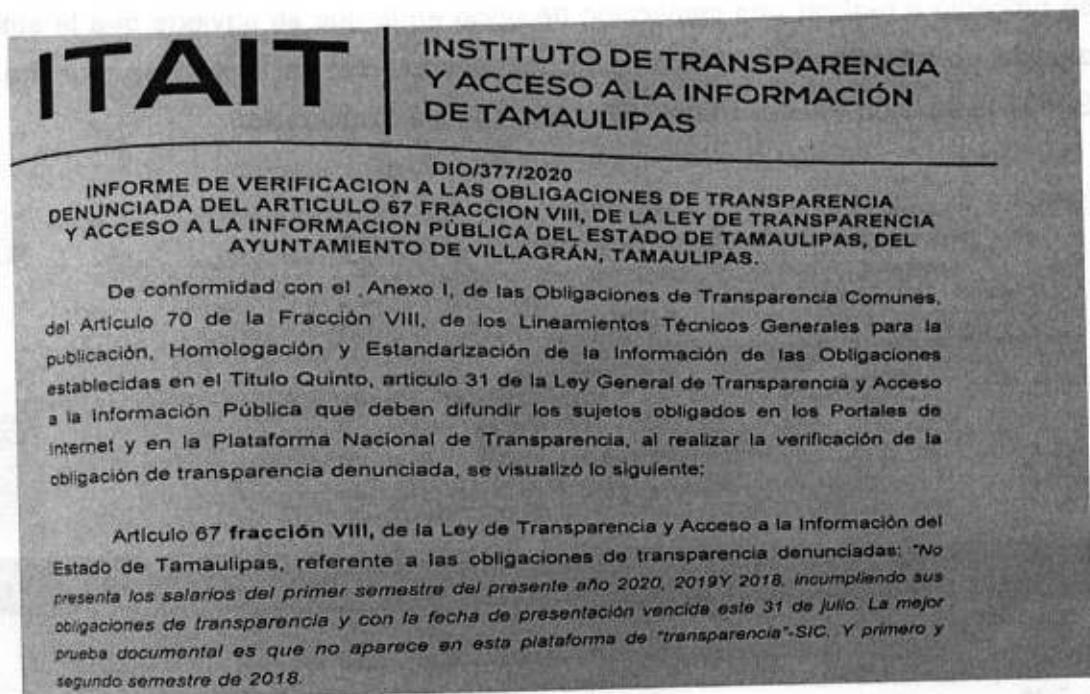 ITAIT
INSTITUTO DE TRANSPARENCIA
Y ACCESO A LA INFORMACIÓN
DE TAMAULIPAS
DIO/377/2020
INFORME DE VERIFICACION A LAS OBLIGACIONES DE TRANSPARENCIA
DENUNCIADA DEL ARTICULO 67 FRACCION VIII, DE LA LEY DE TRANSPARENCIA
Y ACCESO A LA INFORMACION PÚBLICA DEL ESTADO DE TAMAULIPAS, DEL
AYUNTAMIENTO DE VILLAGRÁN, TAMAULIPAS.
De conformidad con el Anexo I, de las Obligaciones de Transparencia Comunes,
del Articulo 70 de la Fracción VIII, de los Lineamientos Técnicos Generales para la
publicación, Homologación y Estandarización de la Información de las Obligaciones
establecidas en el Titulo Quinto, articulo 31 de la Ley General de Transparencia y Acceso
a la Información Pública que deben difundir los sujetos obligados en los Portales de
internet y en la Plataforma Nacional de Transparencia, al realizar la verificación de la
obligación de transparencia denunciada, se visualizó lo siguiente:
Articulo 67 fracción VIII, de la Ley de Transparencia y Acceso a la Información del
Estado de Tamaulipas, referente a las obligaciones de transparencia denunciadas: "No
presenta los salarios del primer semestre del presente año 2020, 2019Y 2018, incumpliendo sus
obligaciones de transparencia y con la fecha de presentación vencida este 31 de julio. La mejor
prueba documental es que no aparece en esta plataforma de "transparencia"-SIC. Y primero y
segundo semestre de 2018.